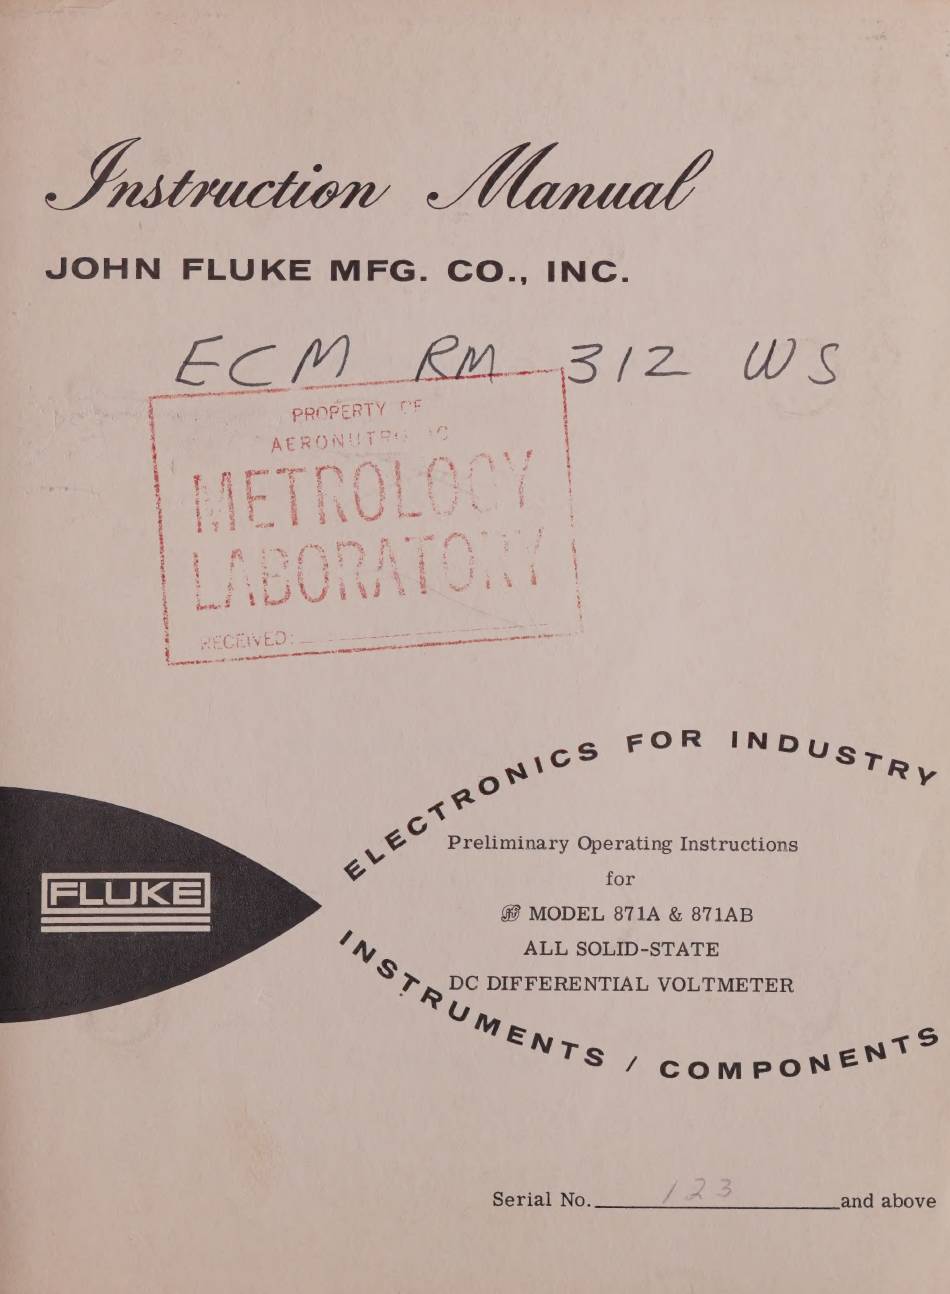 Instruction Manual
JOHN FLUKE MFG. CO., INC.
ECM RM 312 WS
PROPERTY OF
METROLOGY
LABORATORY
RECEIVED:
ELECTRONICS FOR INDUSTRY
Preliminary Operating Instructions
for
MODEL 871A & 871AB
ALL SOLID-STATE
DC DIFFERENTIAL VOLTMETER
FLUKE
INSTRUMENTS / COMPONENTS
Serial No. 123 and above